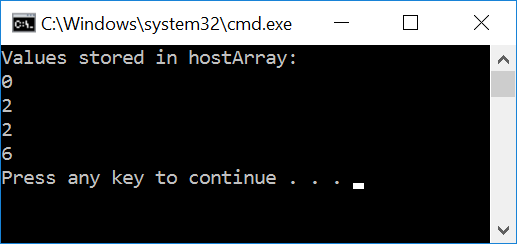 C:\Windows\system32\cmd.exe
Values stored in hostArray:
0
2
2
6
Press any key to continue . . .